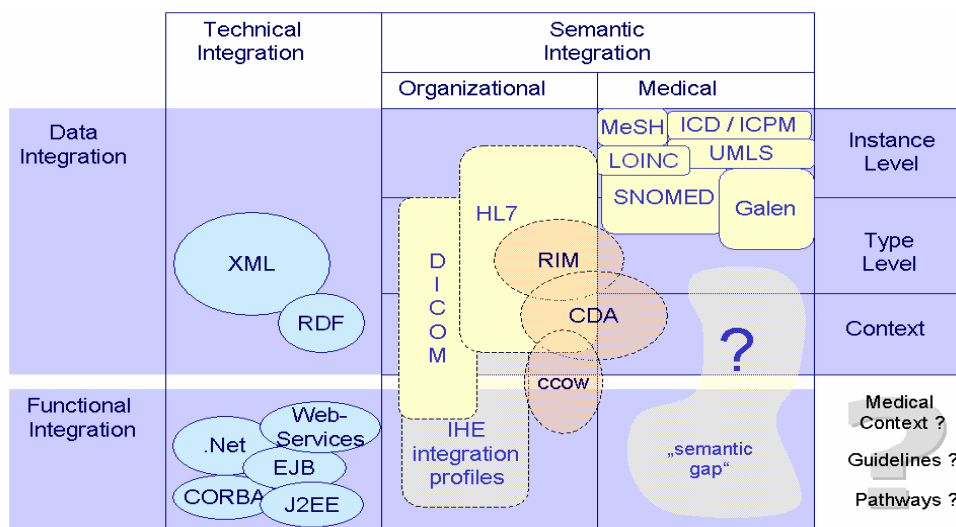 Technical
Integration
Semantic
Integration
Organizational
Medical
Data
Integration
MeSH
ICD / ICPM
LOINC
UMLS
Instance
Level
SNOMED
Galen
HL7
Type
Level
XML
DICOM
RIM
RDF
CDA
Context
?
CCOW
Functional
Integration
Web-
Services
.Net
EJB
CORBA
J2EE
IHE
integration
profiles
„semantic
gap“
?
Medical
Context ?
Guidelines ?
Pathways ?